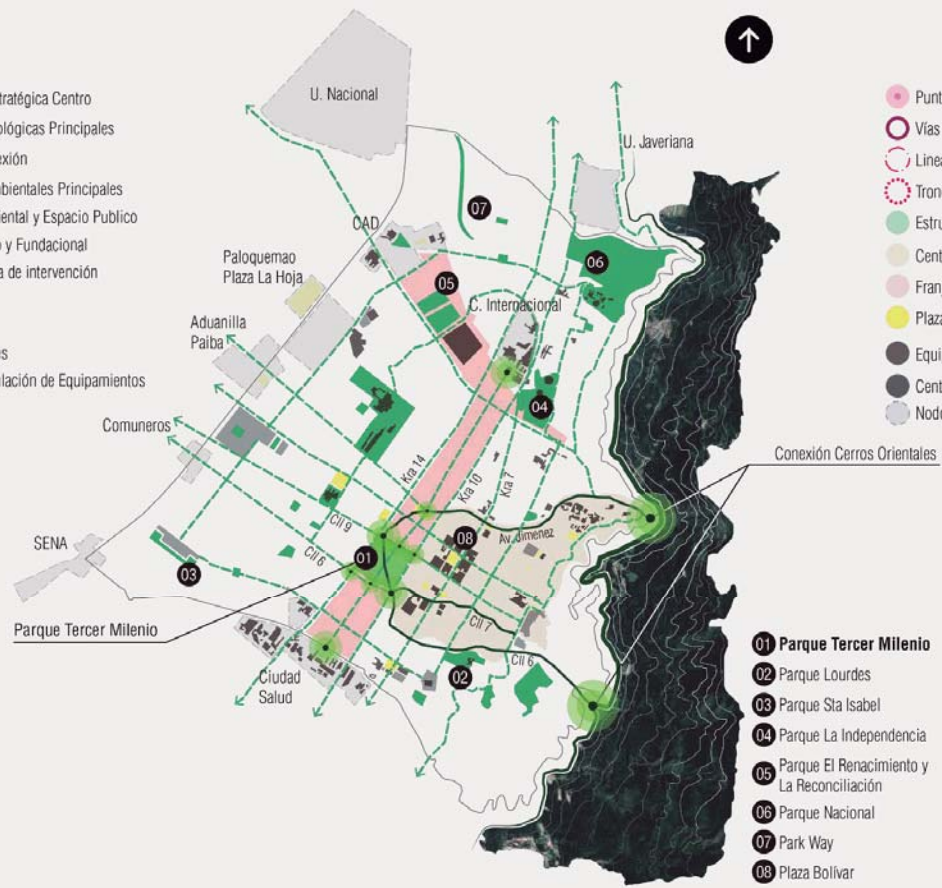 tratégica Centro
ológicas Principales
exión
bientales Principales
iental y Espacio Publico
o y Fundacional
a de intervención
es
ulación de Equipamientos
U. Nacional
U. Javeriana
07
CAD
06
Paloquemao
Plaza La Hoja
05
C. Internacional
Aduanilla
Paiba
04
Comuneros
Kra 14
Kra 10
Kra 7
Cll 9
Cll 6
Av. Jimenez
08
01
SENA
03
Parque Tercer Milenio
Cll 7
Cll 6
02
Ciudad
Salud
Punt
Vías
Linea
Tron
Estru
Cent
Fran
Plaza
Equi
Cent
Nodo
Conexión Cerros Orientales
01 Parque Tercer Milenio
02 Parque Lourdes
03 Parque Sta Isabel
04 Parque La Independencia
05 Parque El Renacimiento y
La Reconciliación
06 Parque Nacional
07 Park Way
08 Plaza Bolívar